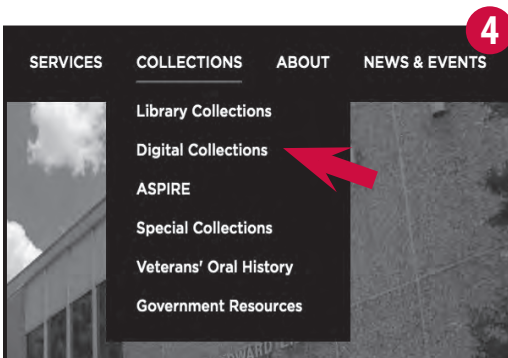 4
SERVICES COLLECTIONS ABOUT NEWS & EVENTS
Library Collections
Digital Collections
ASPIRE
Special Collections
Veterans' Oral History
Government Resources